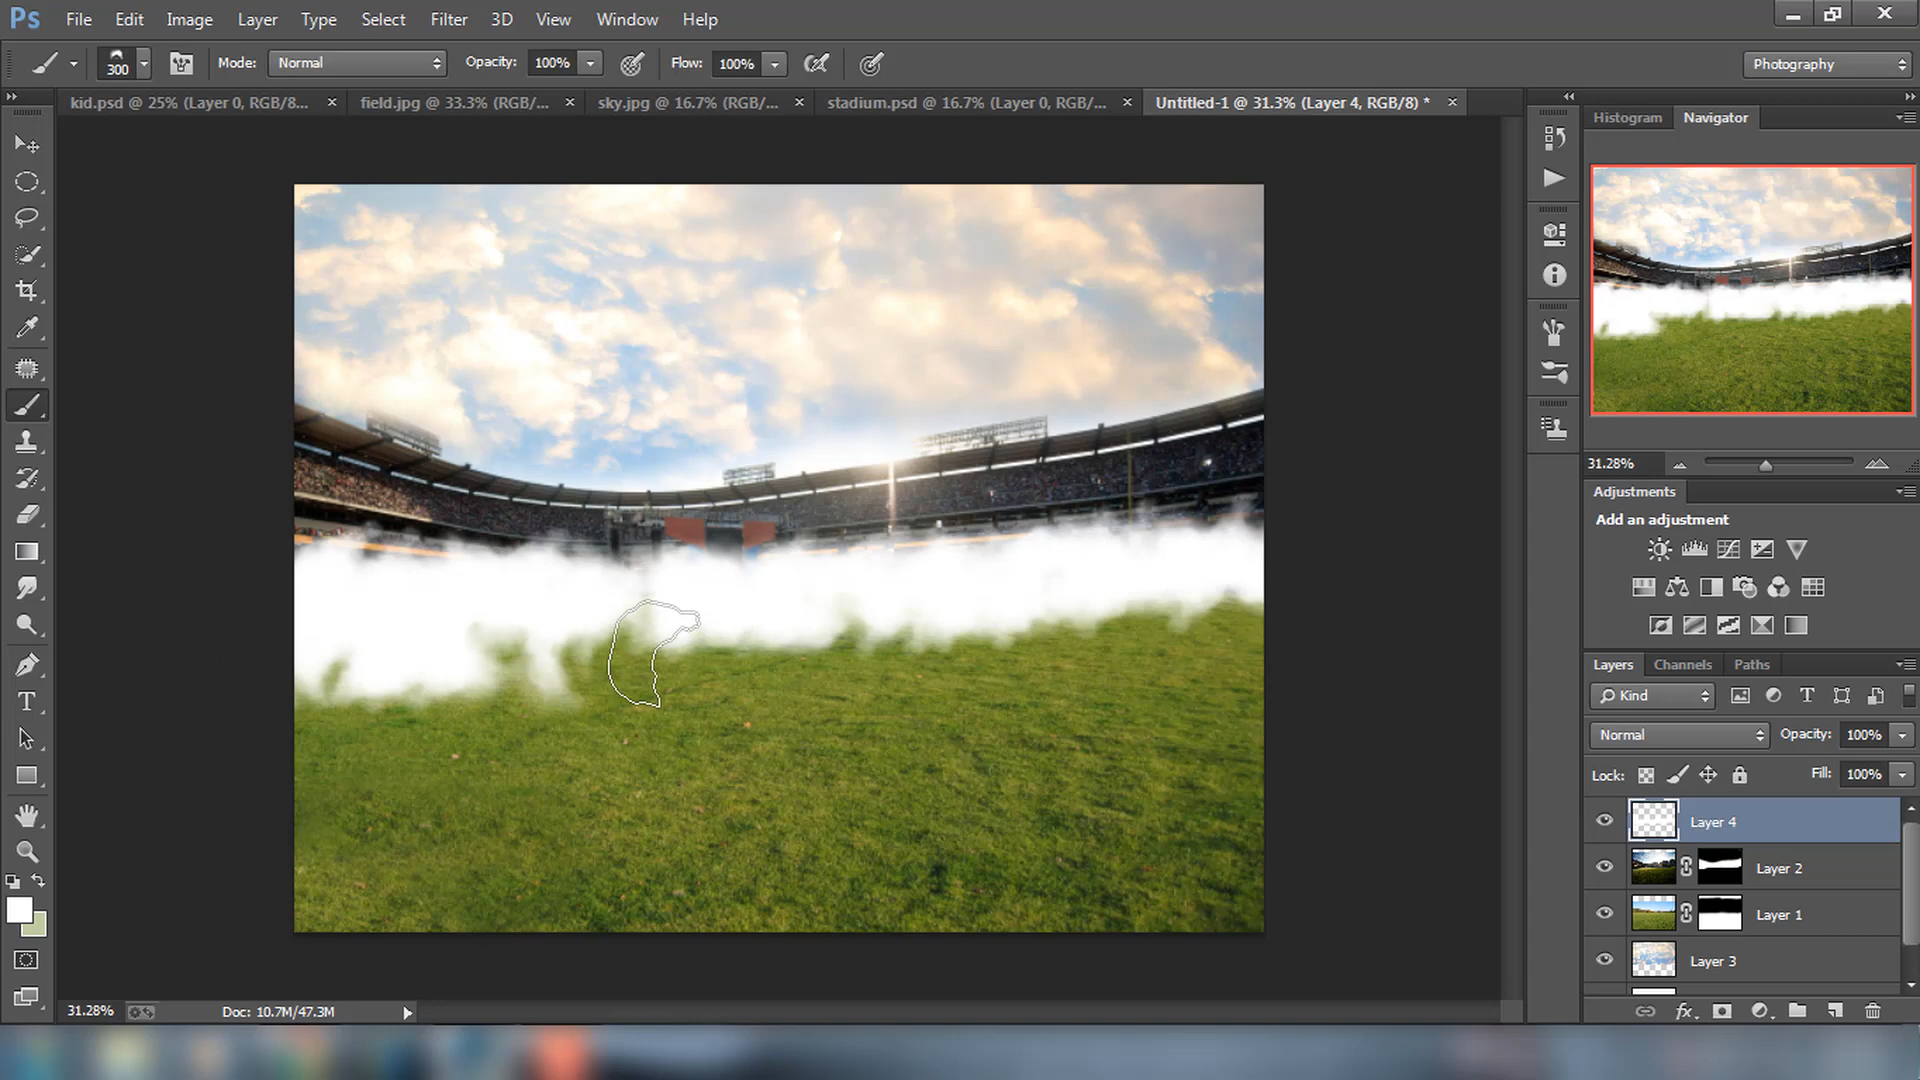 Ps File Edit Image Layer Type Select Filter 3D View Window Help
300 Mode: Normal Opacity: 100% Flow: 100% Photography
kid.psd @ 25% (Layer 0, RGB/8... × field.jpg @ 33.3% (RGB/... × sky.jpg @ 16.7% (RGB/... × stadium.psd @ 16.7% (Layer 0, RGB/... × Untitled-1 @ 31.3% (Layer 4, RGB/8) * ×
Histogram Navigator
31.28%
Adjustments
Add an adjustment
Layers Channels Paths
Kind
Normal Opacity: 100%
Lock: Fill: 100%
Layer 4
Layer 2
Layer 1
Layer 3
31.28% Doc: 10.7M/47.3M